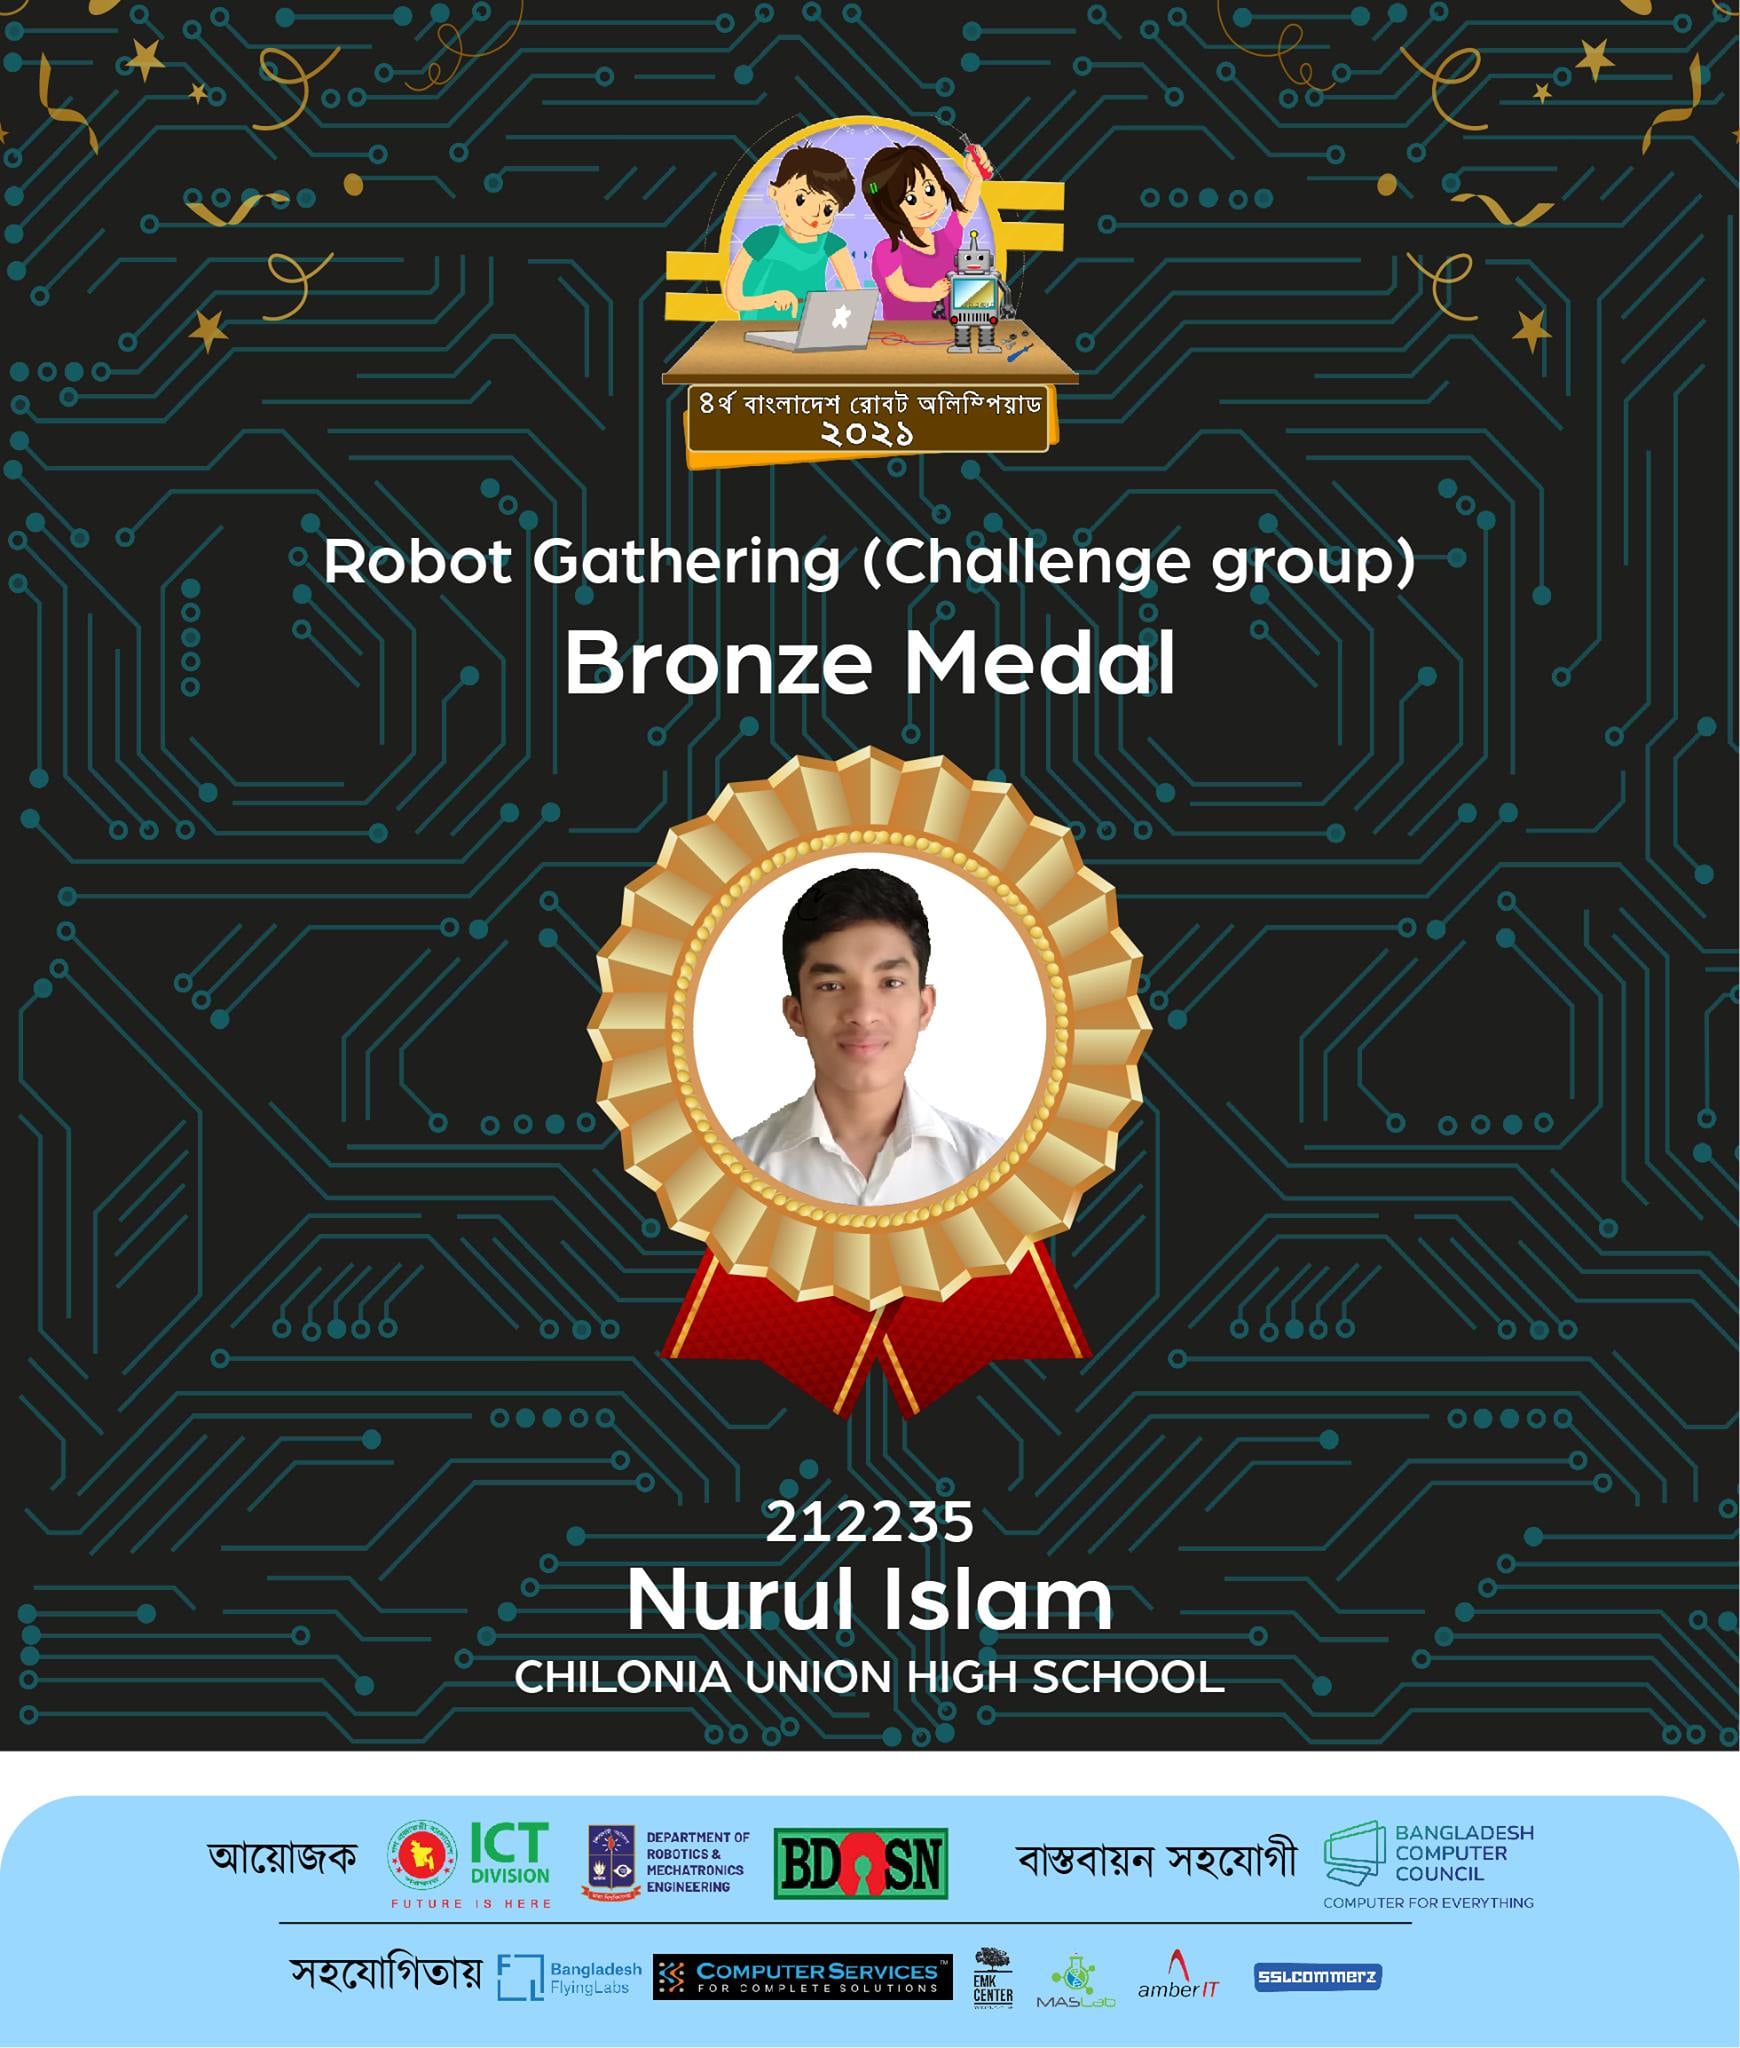 ৪র্থ বাংলাদেশ রোবট অলিম্পিয়াড
২০২১
Robot Gathering (Challenge group)
Bronze Medal
212235
Nurul Islam
CHILONIA UNION HIGH SCHOOL
আয়োজক
ICT
DIVISION
FUTURE IS HERE
DEPARTMENT OF
ROBOTICS &
MECHATRONICS
ENGINEERING
BDOSN
বাস্তবায়ন সহযোগী
BANGLADESH
COMPUTER
COUNCIL
COMPUTER FOR EVERYTHING
সহযোগিতায়
Bangladesh
FlyingLabs
COMPUTER SERVICES™
FOR COMPLETE SOLUTIONS
EMK
CENTER
MASLab
amberIT
SSLCOMMERZ